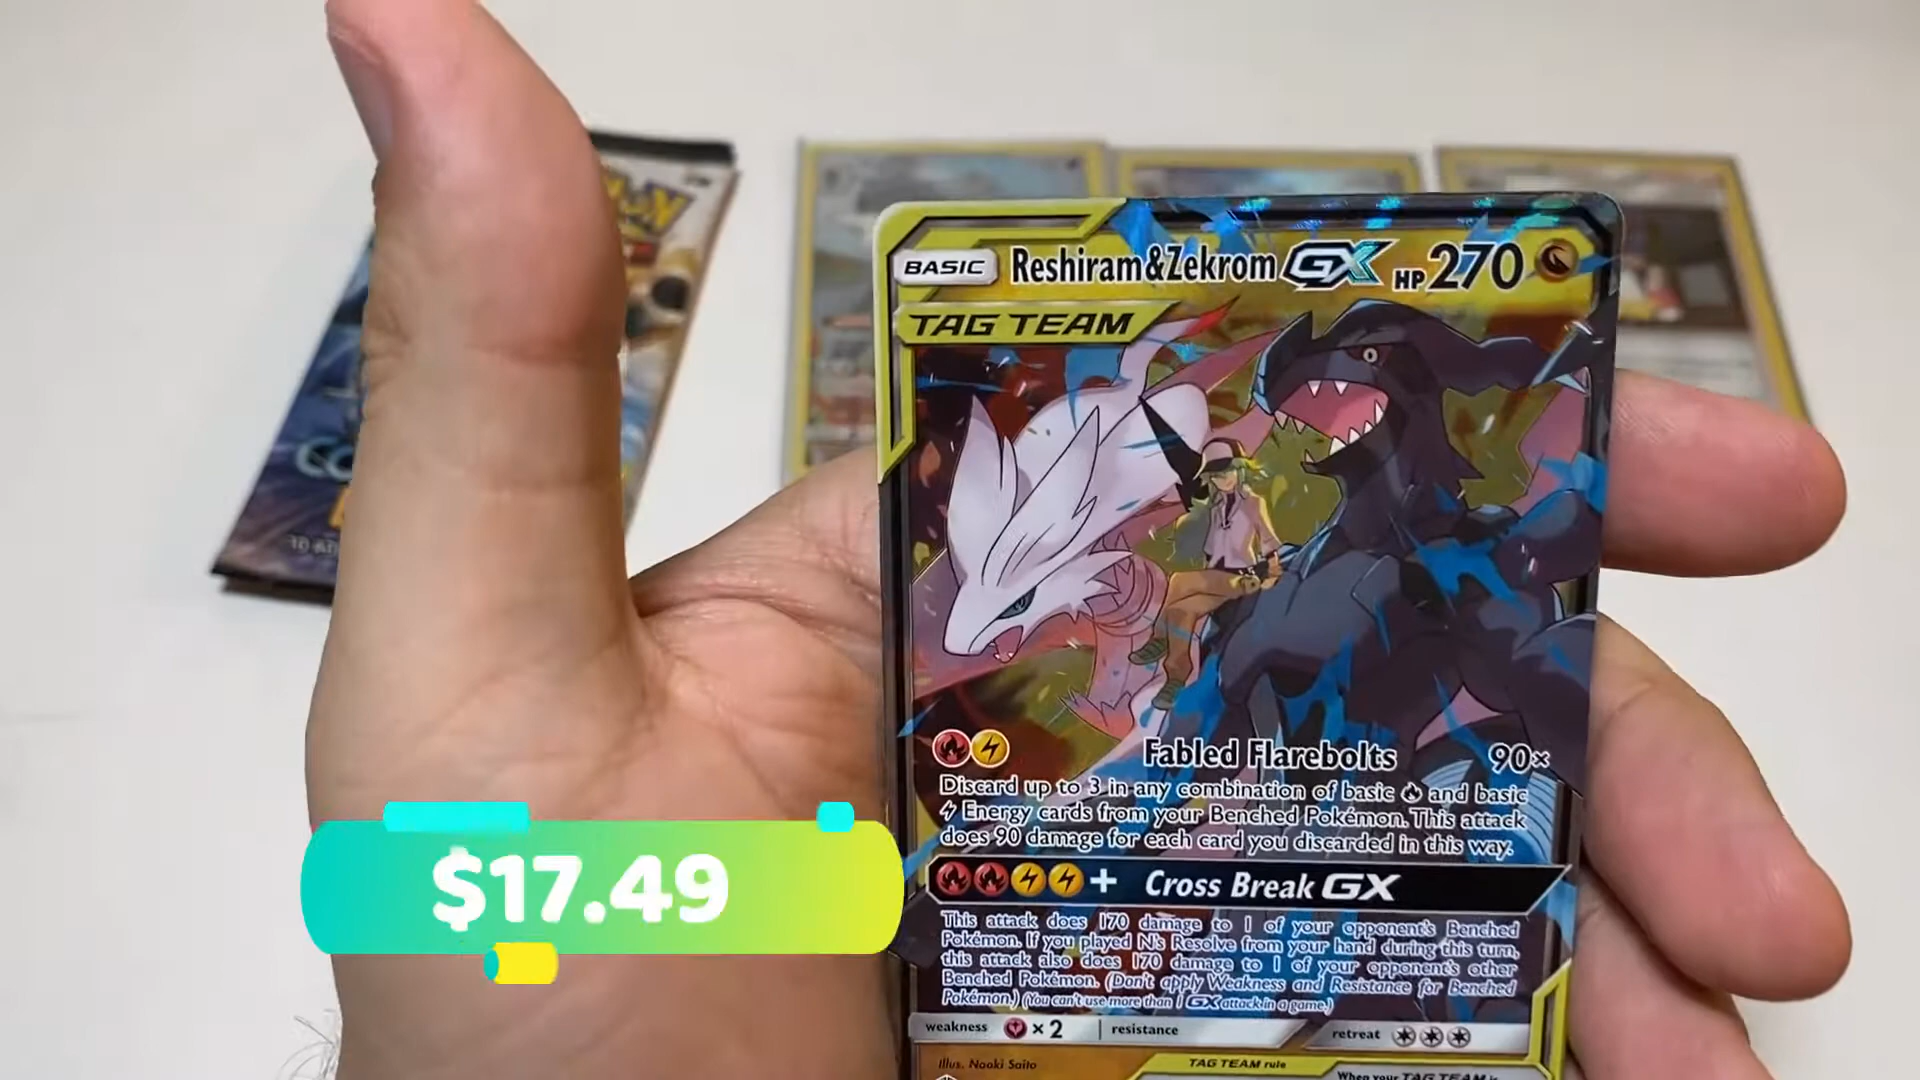 BASIC Reshiram&Zekrom GX HP 270
TAG TEAM
Fabled Flarebolts 90×
Discard up to 3 in any combination of basic and basic
Energy cards from your Benched Pokémon. This attack
does 90 damage for each card you discarded in this way.
+ Cross Break GX
This attack does 170 damage to 1 of your opponent's Benched
Pokémon. If you played N's Resolve from your hand during this turn,
this attack also does 170 damage to 1 of your opponent's other
Benched Pokémon. (Don't apply Weakness and Resistance for Benched
Pokémon.) (You can't use more than 1 GX attack in a game.)
weakness ×2 resistance retreat
Illus. Naoki Saito
TAG TEAM rule
When your TAG TEAM is
$17.49